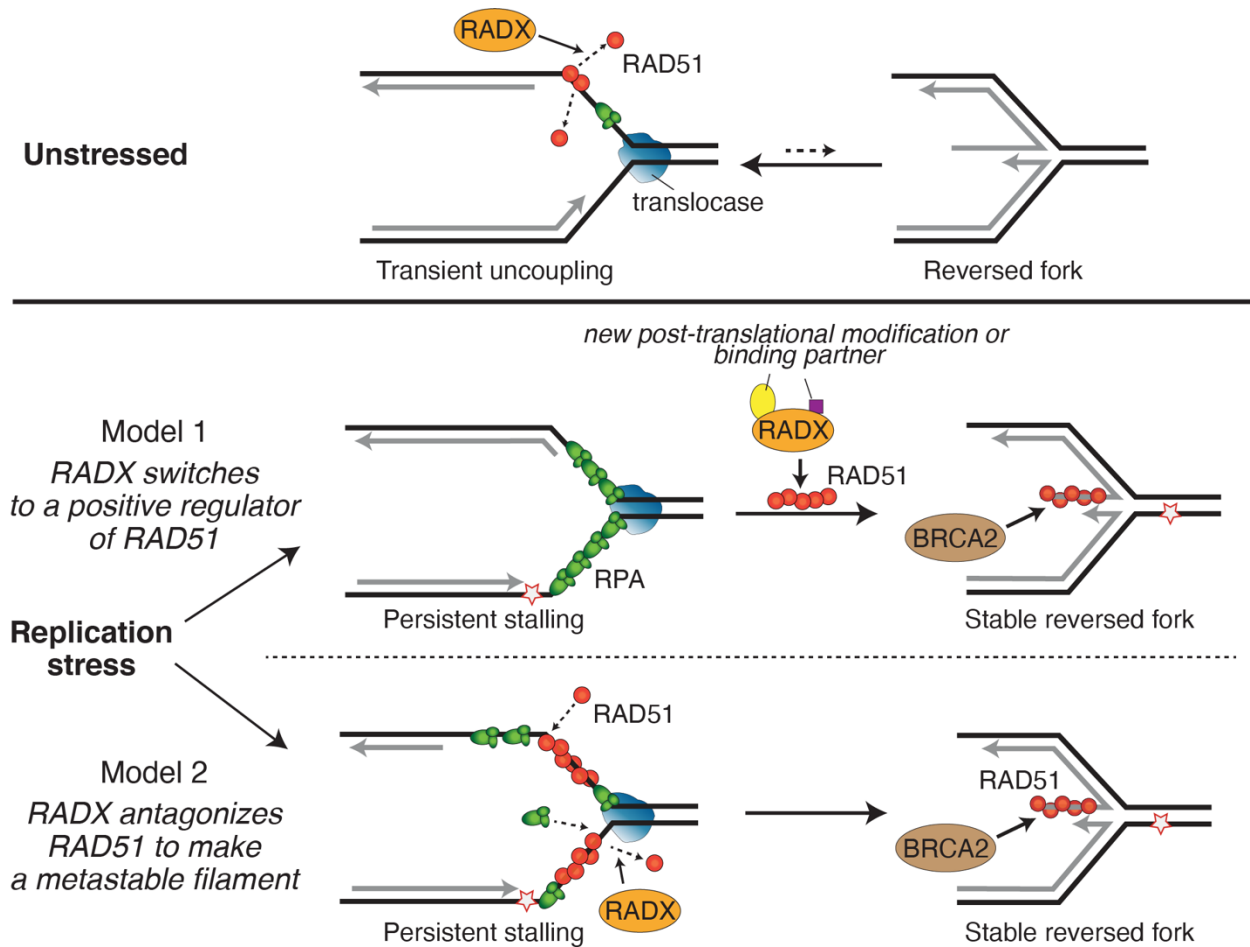 RADX
RAD51
Unstressed
translocase
Transient uncoupling
Reversed fork
new post-translational modification or
binding partner
Model 1
RADX switches
to a positive regulator
of RAD51
RADX
RAD51
BRCA2
RPA
Persistent stalling
Stable reversed fork
Replication
stress
RAD51
Model 2
RADX antagonizes
RAD51 to make
a metastable filament
RAD51
BRCA2
RADX
Persistent stalling
Stable reversed fork